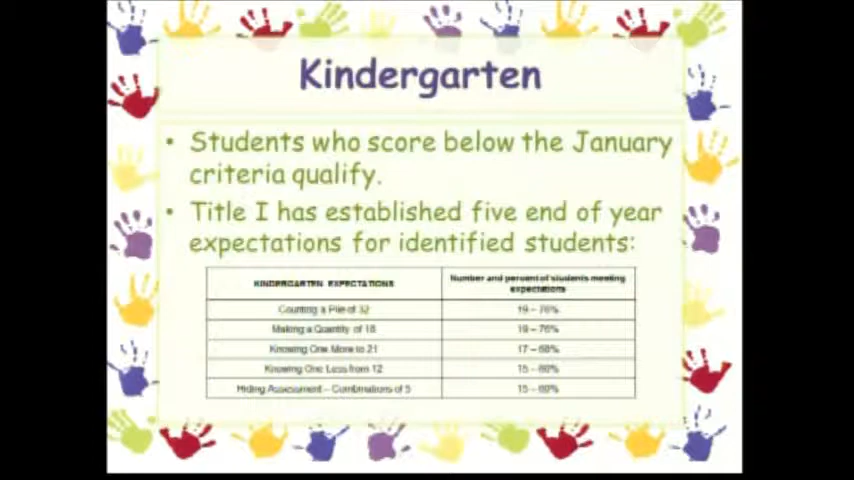 Kindergarten
• Students who score below the January
criteria qualify.
• Title I has established five end of year
expectations for identified students:
KINDERGARTEN EXPECTATIONS
Number and percent of students meeting
expectations
Counting a Pile of 32
19 – 76%
Making a Quantity of 18
19 – 76%
Knowing One More to 21
17 – 68%
Knowing One Less from 12
15 – 60%
Hiding Assessment – Combinations of 5
15 – 60%